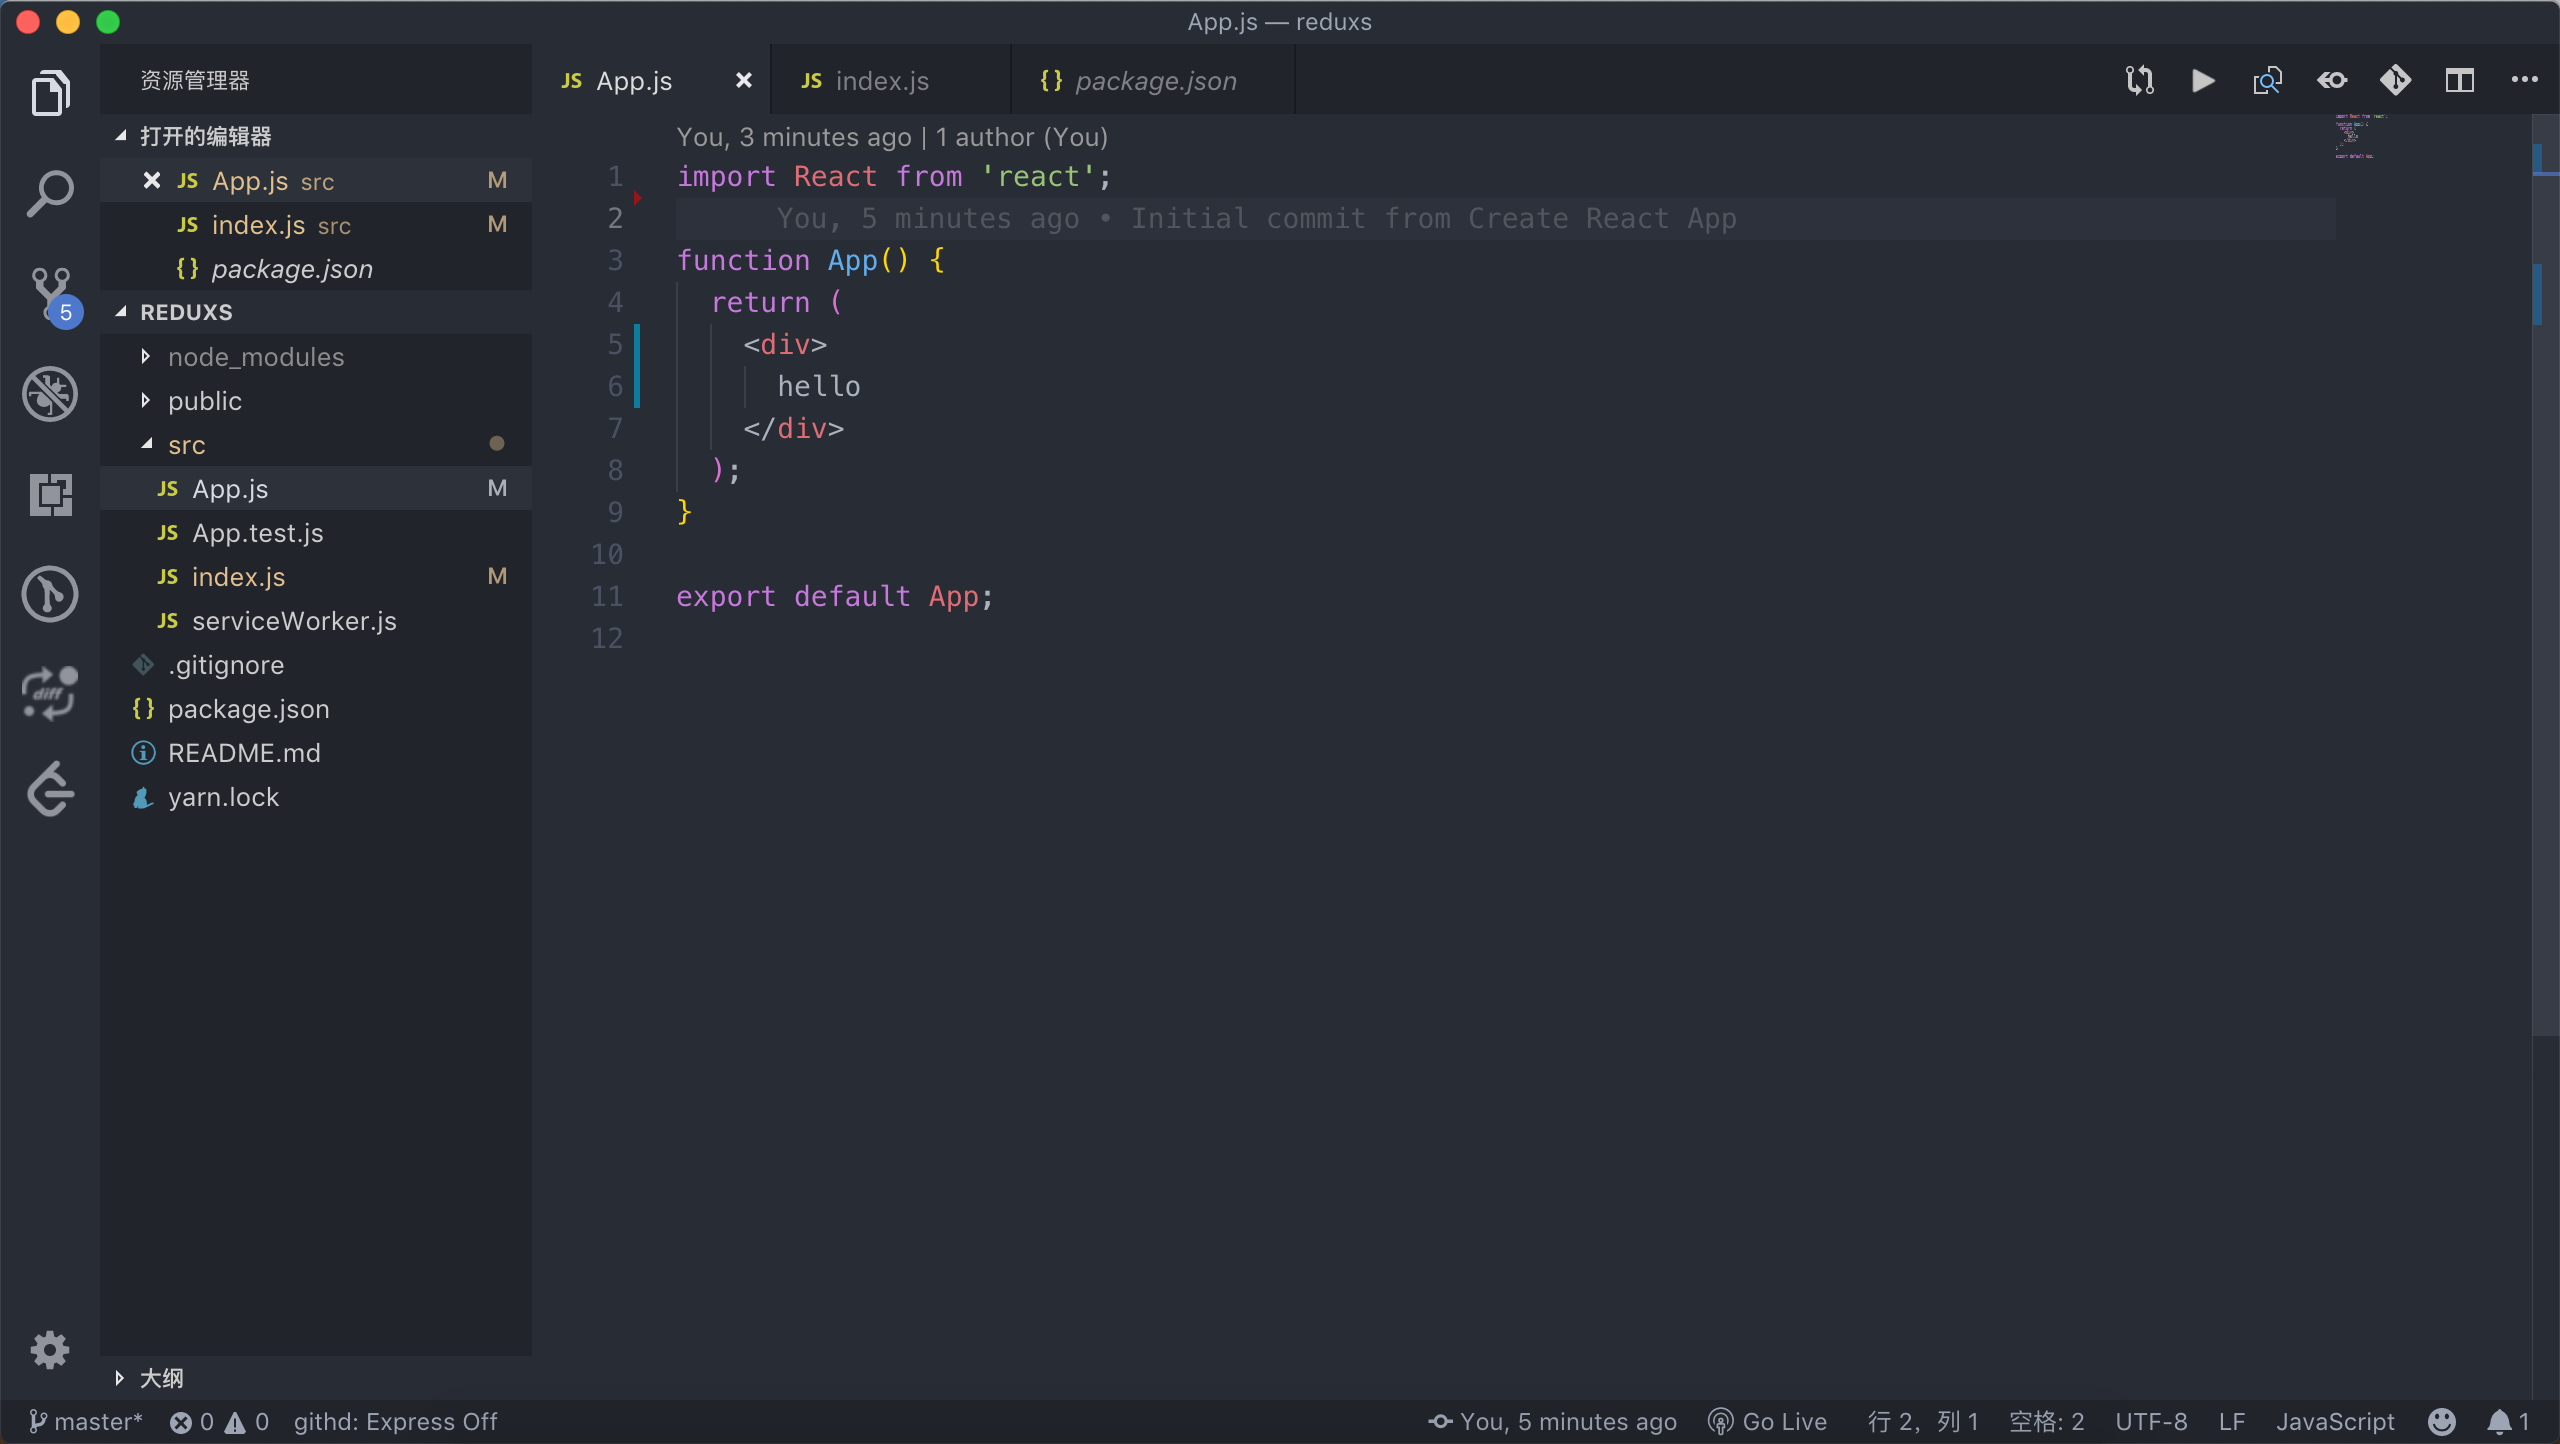 App.js — reduxs
资源管理器
打开的编辑器
JS App.js src M
JS index.js src M
{} package.json
REDUXS
node_modules
public
src
JS App.js M
JS App.test.js
JS index.js M
JS serviceWorker.js
.gitignore
{} package.json
README.md
yarn.lock
大纲
5
diff
JS App.js
JS index.js
{} package.json
You, 3 minutes ago | 1 author (You)
1 import React from 'react';
2 You, 5 minutes ago • Initial commit from Create React App
3 function App() {
4 return (
5 <div>
6 hello
7 </div>
8 );
9 }
10
11 export default App;
12
master* 0 0 githd: Express Off
You, 5 minutes ago Go Live 行 2，列 1 空格: 2 UTF-8 LF JavaScript 1